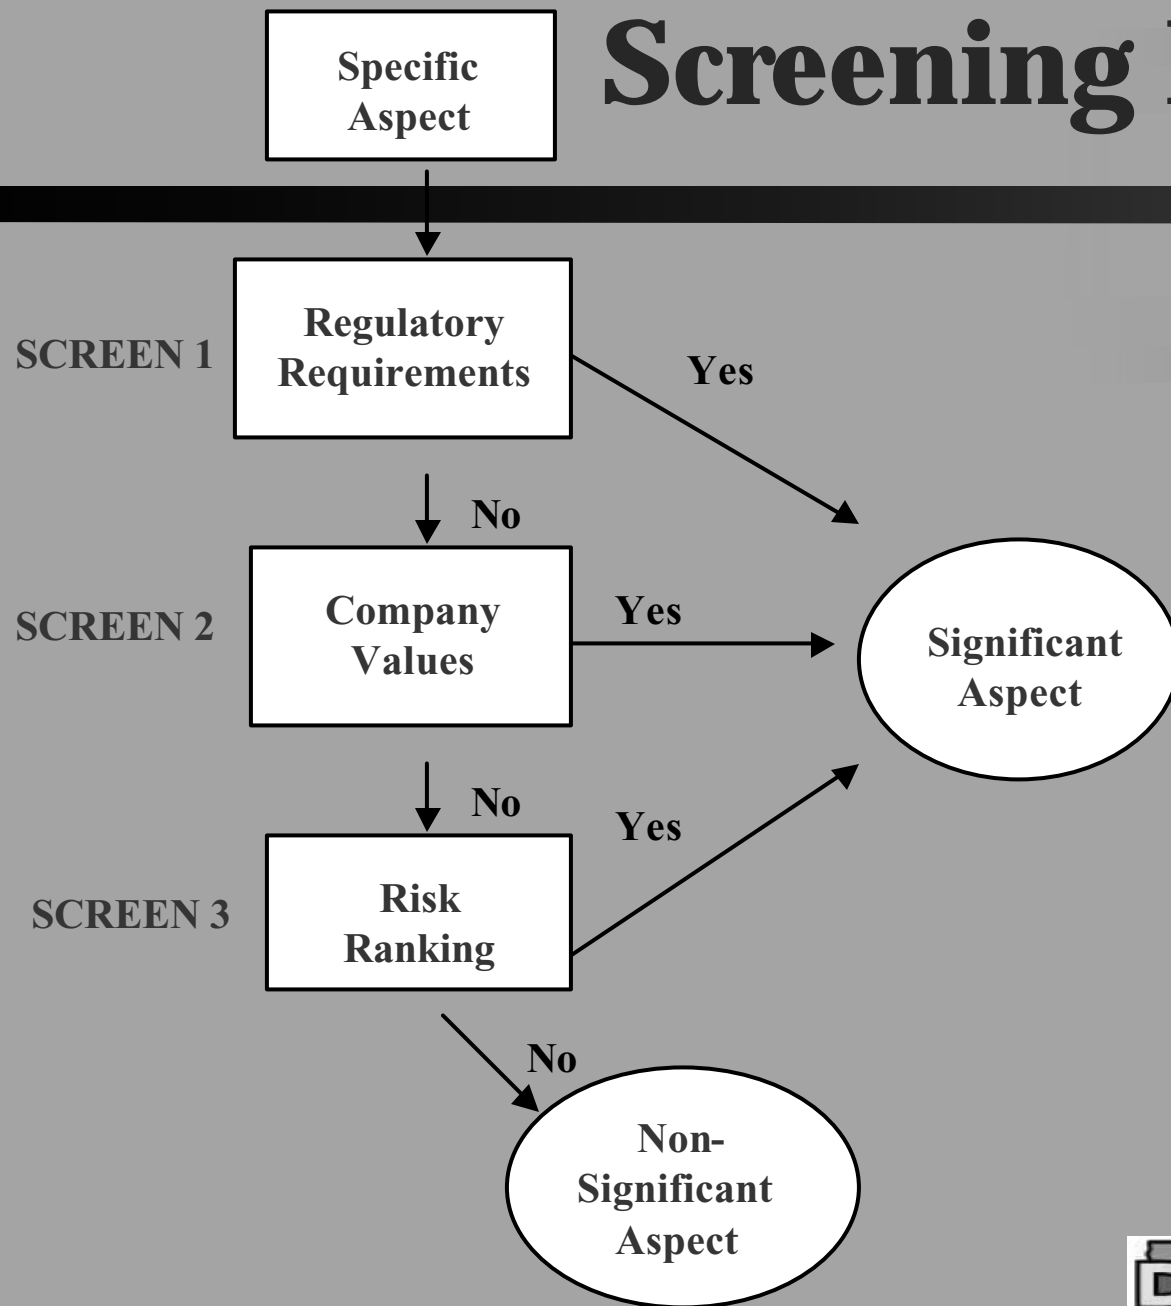 Screening
Specific
Aspect
SCREEN 1
Regulatory
Requirements
Yes
No
SCREEN 2
Company
Values
Yes
Significant
Aspect
No
Yes
SCREEN 3
Risk
Ranking
No
Non-
Significant
Aspect